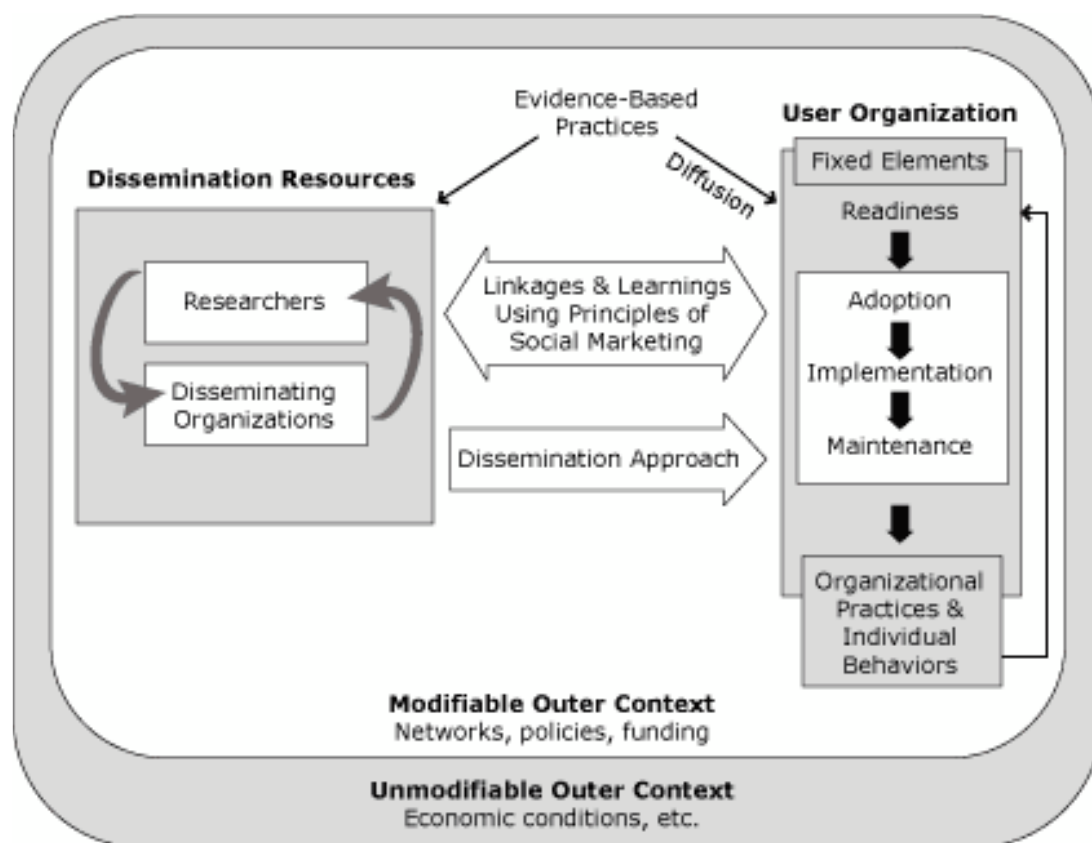 Evidence-Based
Practices
User Organization
Diffusion
Fixed Elements
Dissemination Resources
Readiness
Researchers
Linkages & Learnings
Using Principles of
Social Marketing
Adoption
Implementation
Disseminating
Organizations
Maintenance
Dissemination Approach
Organizational
Practices &
Individual
Behaviors
Modifiable Outer Context
Networks, policies, funding
Unmodifiable Outer Context
Economic conditions, etc.